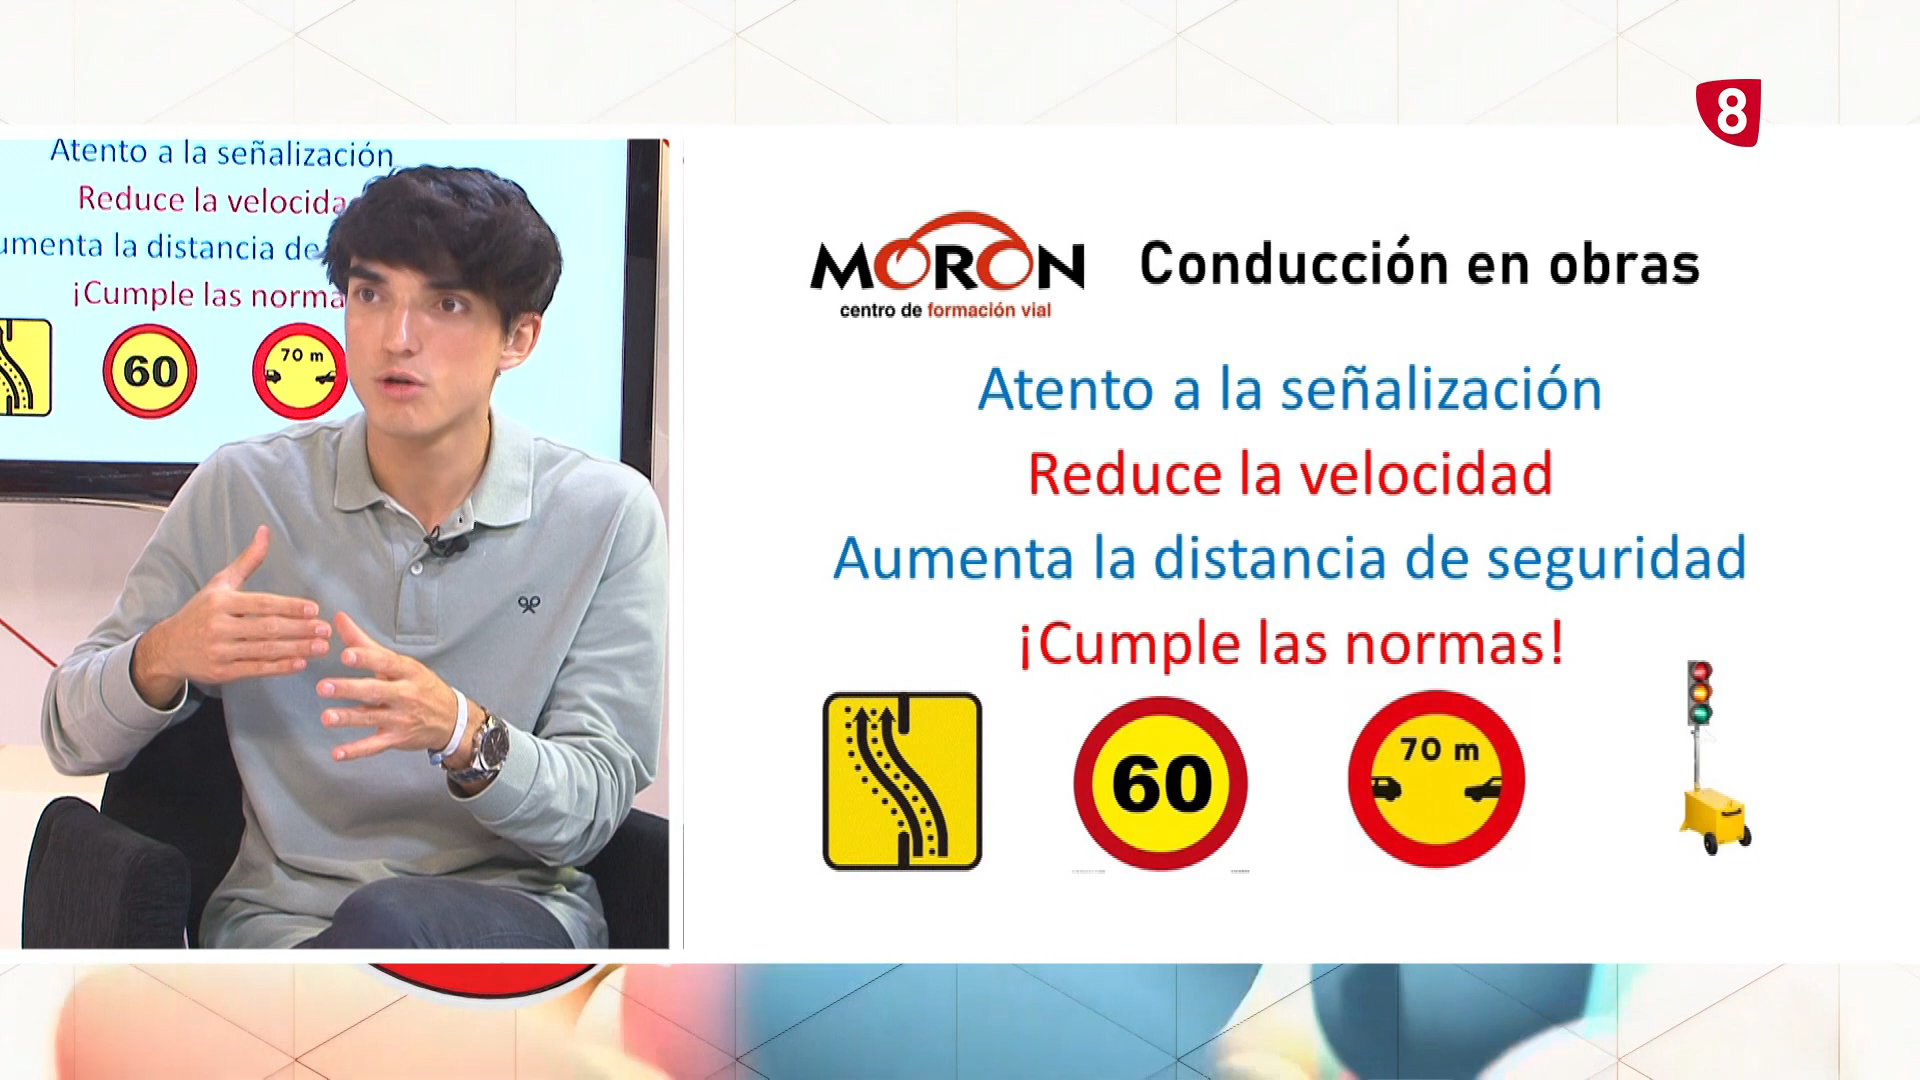 8
Atento a la señalización
Reduce la velocida
umenta la distancia de
¡Cumple las norma
60
70 m
MORON
centro de formación vial
Conducción en obras
Atento a la señalización
Reduce la velocidad
Aumenta la distancia de seguridad
¡Cumple las normas!
60
70 m